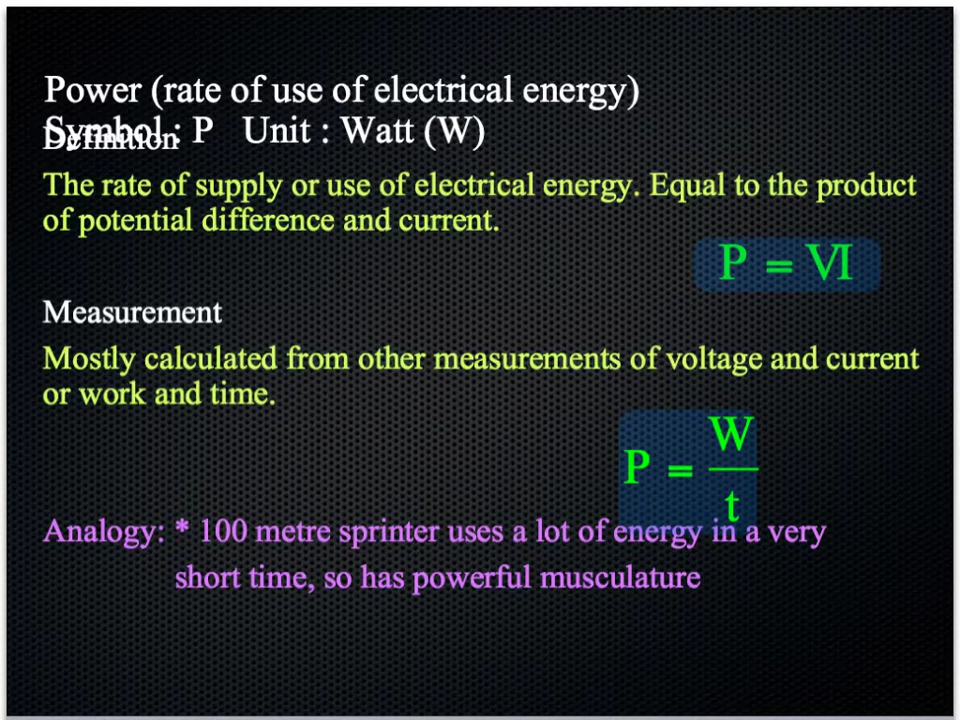 Power (rate of use of electrical energy)
Symbol : P Unit : Watt (W)
Definition
The rate of supply or use of electrical energy. Equal to the product
of potential difference and current.
P = VI
Measurement
Mostly calculated from other measurements of voltage and current
or work and time.
P = W
t
Analogy: * 100 metre sprinter uses a lot of energy in a very
short time, so has powerful musculature